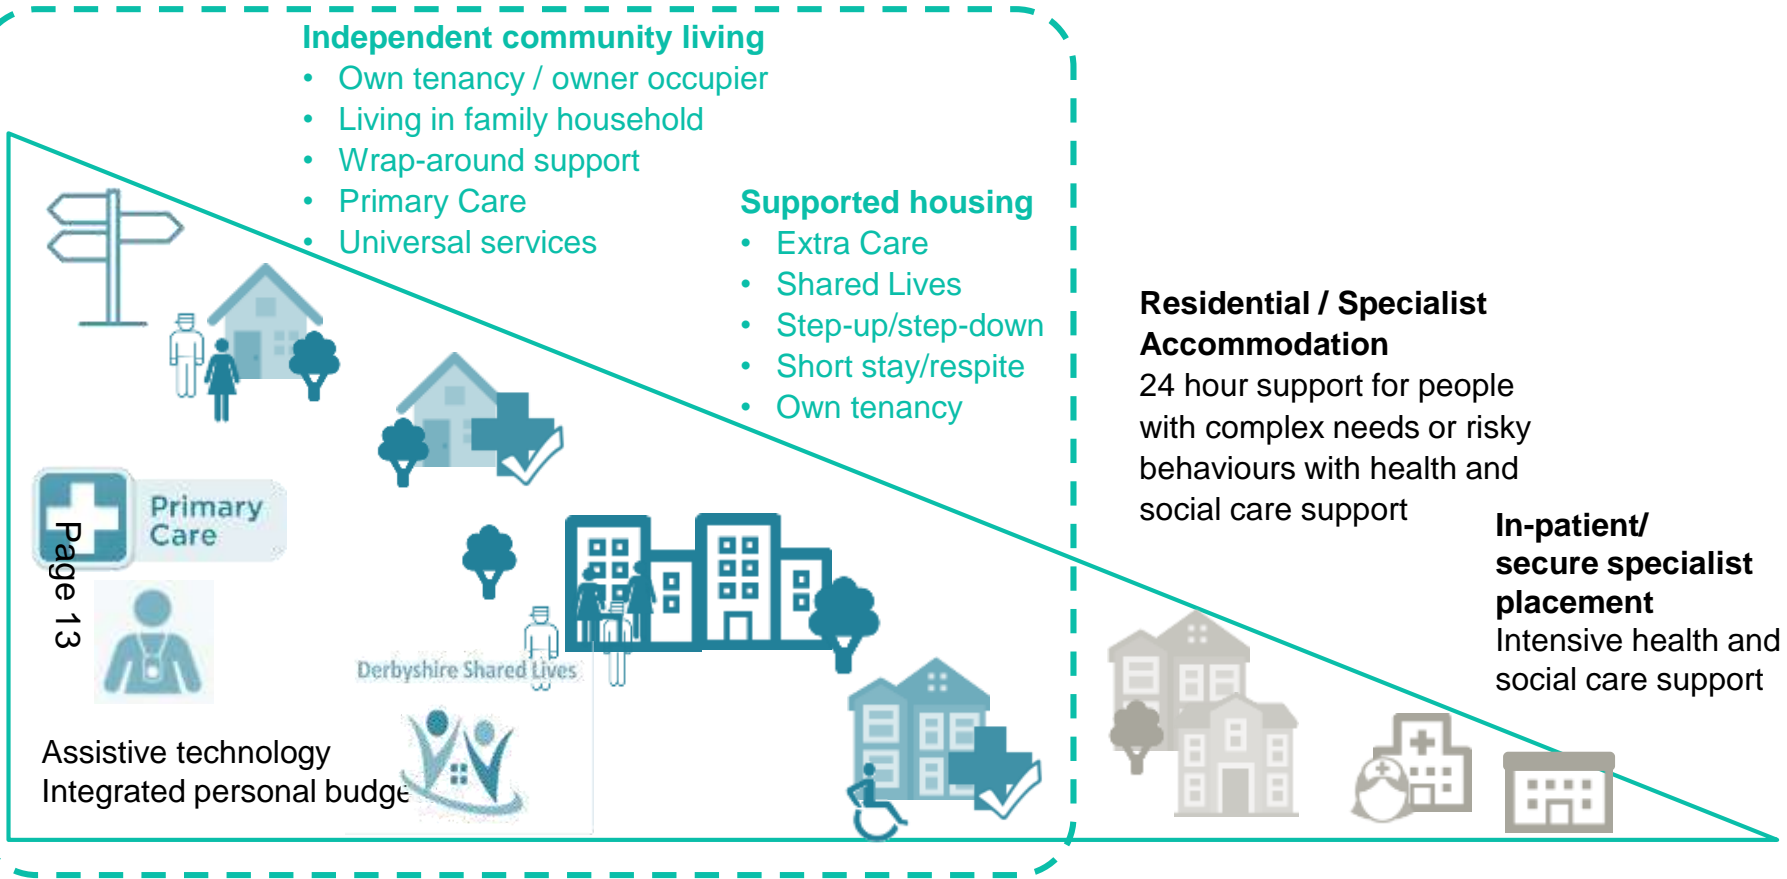 Independent community living
• Own tenancy / owner occupier
• Living in family household
• Wrap-around support
• Primary Care
• Universal services
Supported housing
• Extra Care
• Shared Lives
• Step-up/step-down
• Short stay/respite
• Own tenancy
Residential / Specialist
Accommodation
24 hour support for people
with complex needs or risky
behaviours with health and
social care support
In-patient/
secure specialist
placement
Intensive health and
social care support
Primary
Care
Page 13
Derbyshire Shared Lives
Assistive technology
Integrated personal budge